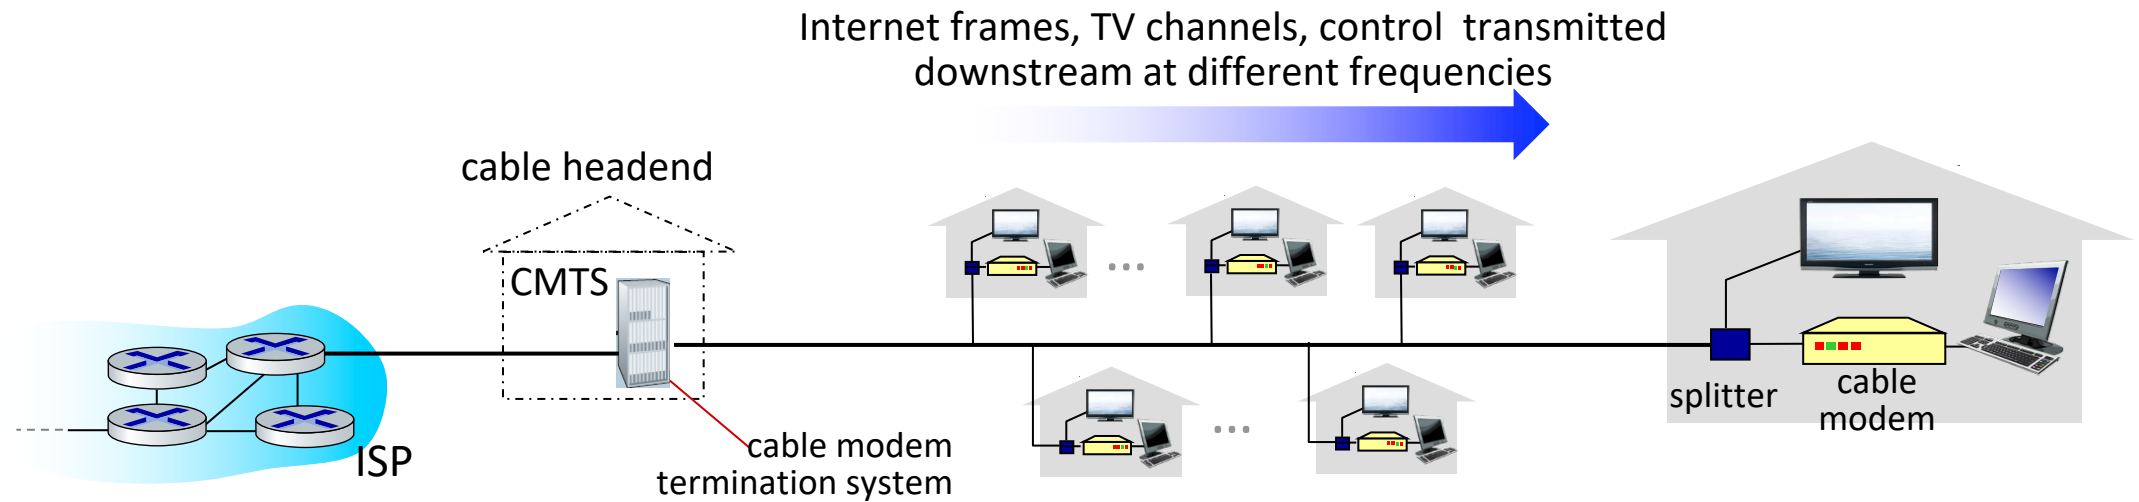 Internet frames, TV channels, control transmitted
downstream at different frequencies
cable headend
CMTS
ISP
cable modem
termination system
splitter
cable
modem